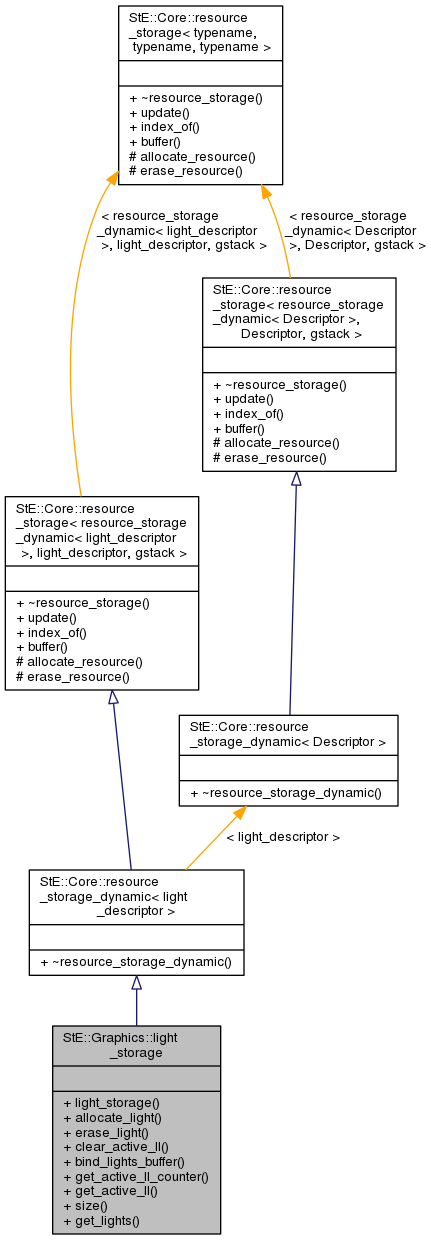 StE::Core::resource
_storage< typename,
typename, typename >
+ ~resource_storage()
+ update()
+ index_of()
+ buffer()
# allocate_resource()
# erase_resource()
< resource_storage
_dynamic< light_descriptor
>, light_descriptor, gstack >
< resource_storage
_dynamic< Descriptor
>, Descriptor, gstack >
StE::Core::resource
_storage< resource_storage
_dynamic< Descriptor >,
Descriptor, gstack >
+ ~resource_storage()
+ update()
+ index_of()
+ buffer()
# allocate_resource()
# erase_resource()
StE::Core::resource
_storage< resource_storage
_dynamic< light_descriptor
>, light_descriptor, gstack >
+ ~resource_storage()
+ update()
+ index_of()
+ buffer()
# allocate_resource()
# erase_resource()
StE::Core::resource
_storage_dynamic< Descriptor >
+ ~resource_storage_dynamic()
< light_descriptor >
StE::Core::resource
_storage_dynamic< light
_descriptor >
+ ~resource_storage_dynamic()
StE::Graphics::light
_storage
+ light_storage()
+ allocate_light()
+ erase_light()
+ clear_active_ll()
+ bind_lights_buffer()
+ get_active_ll_counter()
+ get_active_ll()
+ size()
+ get_lights()